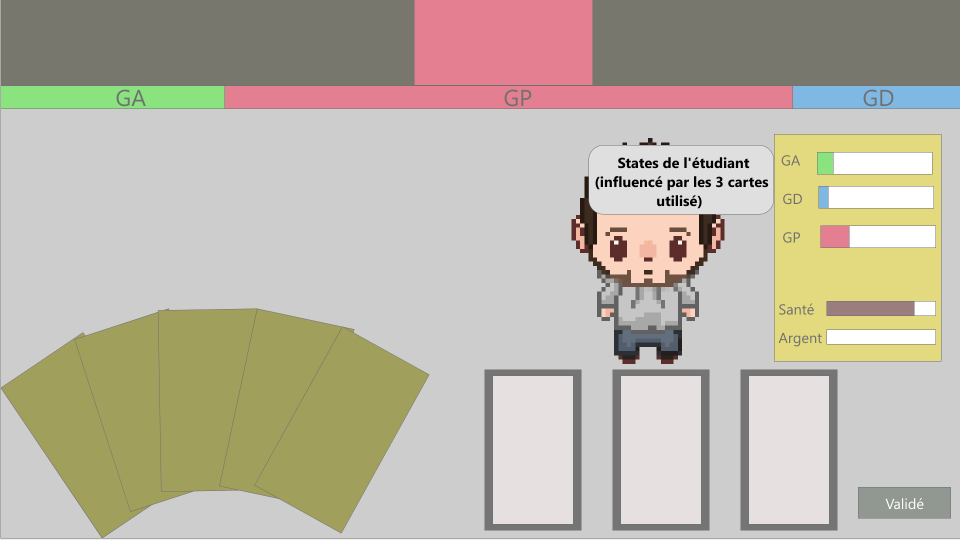 GA GP GD
States de l'étudiant
(influencé par les 3 cartes
utilisé)
GA
GD
GP
Santé
Argent
Validé